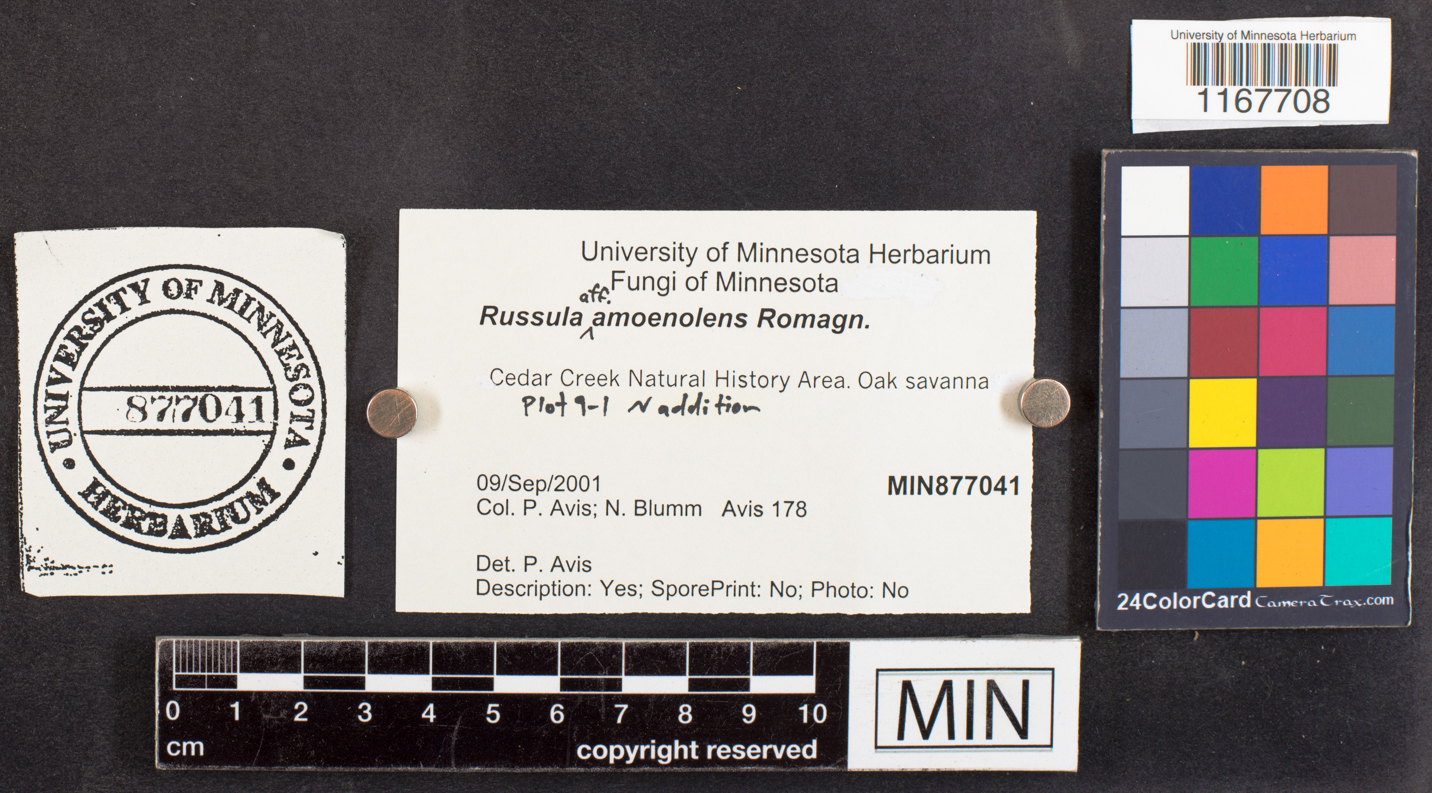 University of Minnesota Herbarium
1167708
UNIVERSITY OF MINNESOTA
877041
HERBARIUM
University of Minnesota Herbarium
Fungi of Minnesota
aff.
Russula ^ amoenolens Romagn.
Cedar Creek Natural History Area. Oak savanna
Plot 9-1 N addition
09/Sep/2001 MIN877041
Col. P. Avis; N. Blumm Avis 178
Det. P. Avis
Description: Yes; SporePrint: No; Photo: No
24ColorCard CameraTrax.com
0 1 2 3 4 5 6 7 8 9 10
cm copyright reserved
MIN